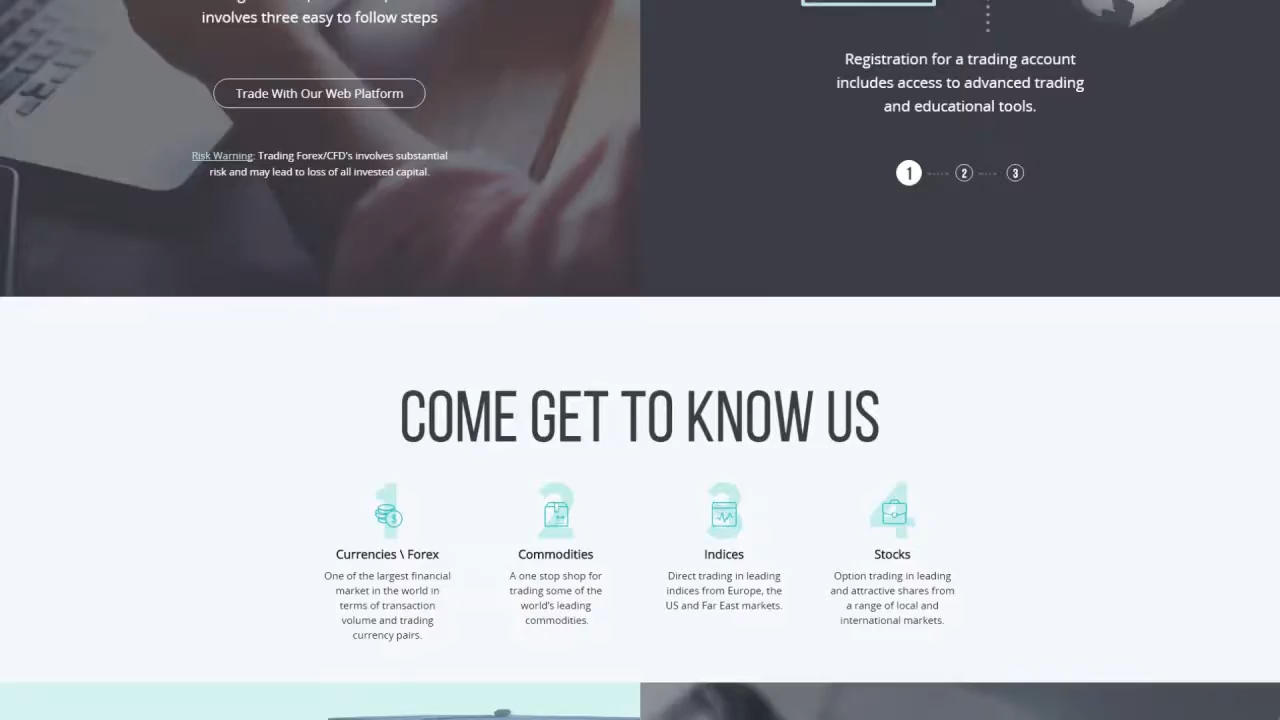 involves three easy to follow steps
Trade With Our Web Platform
Risk Warning: Trading Forex/CFD's involves substantial
risk and may lead to loss of all invested capital.
Registration for a trading account
includes access to advanced trading
and educational tools.
1 2 3
COME GET TO KNOW US
1
Currencies \ Forex
One of the largest financial
market in the world in
terms of transaction
volume and trading
currency pairs.
2
Commodities
A one stop shop for
trading some of the
world's leading
commodities.
3
Indices
Direct trading in leading
indices from Europe, the
US and Far East markets.
4
Stocks
Option trading in leading
and attractive shares from
a range of local and
international markets.